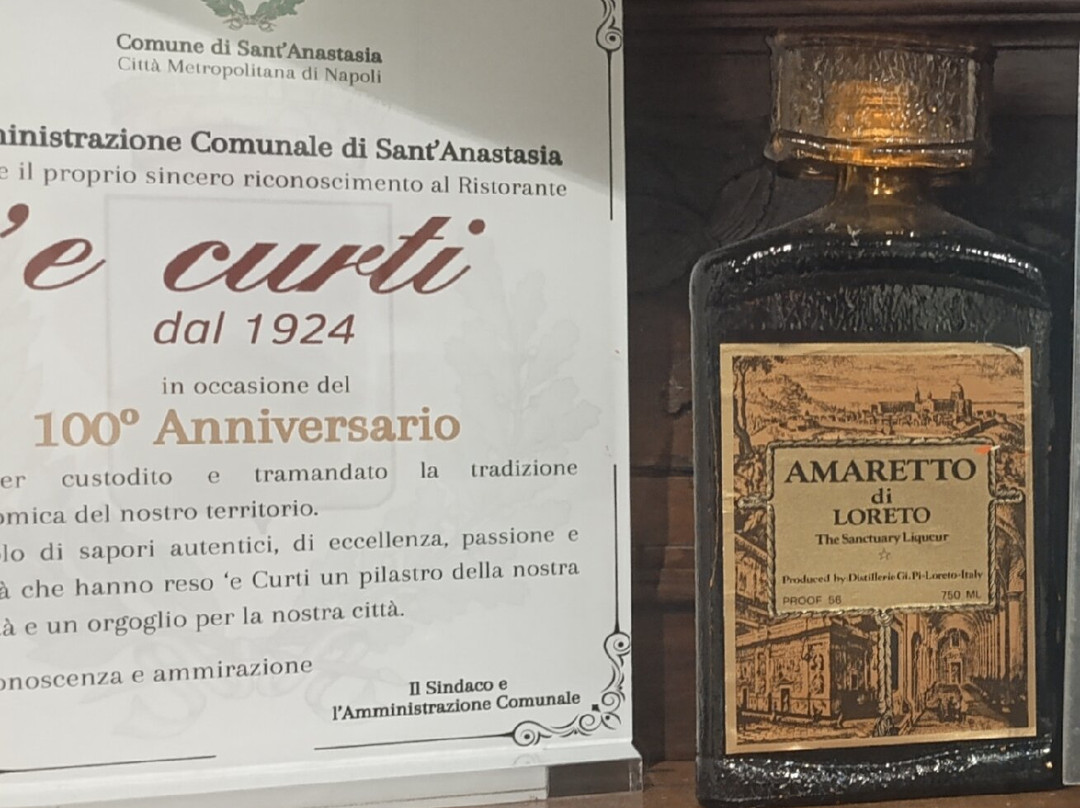 Comune di Sant'Anastasia
Città Metropolitana di Napoli
ministrazione Comunale di Sant'Anastasia
e il proprio sincero riconoscimento al Ristorante
'e curti
dal 1924
in occasione del
100º Anniversario
er custodito e tramandato la tradizione
omica del nostro territorio.
lo di sapori autentici, di eccellenza, passione e
à che hanno reso 'e Curti un pilastro della nostra
à e un orgoglio per la nostra città.
onoscenza e ammirazione
Il Sindaco e
l'Amministrazione Comunale
AMARETTO
di
LORETO
The Sanctuary Liqueur
Produced by Distillerie Gi.Pi-Loreto-Italy
PROOF 56 750 ML